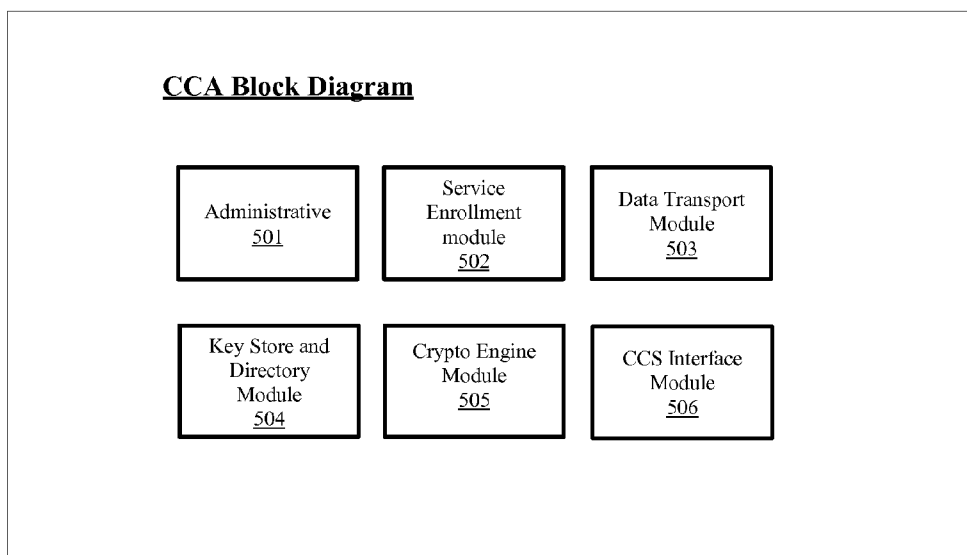 CCA Block Diagram
Administrative
501
Service
Enrollment
module
502
Data Transport
Module
503
Key Store and
Directory
Module
504
Crypto Engine
Module
505
CCS Interface
Module
506